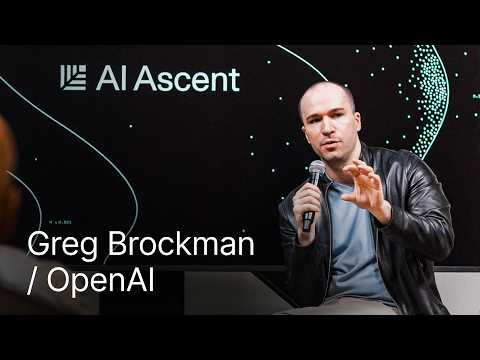 AI Ascent
Greg Brockman
/ OpenAI